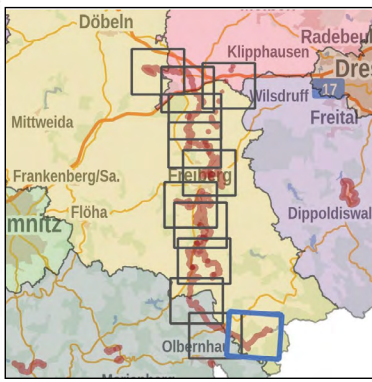 Döbeln
Klipphausen
Radebeul
Dres
Wilsdruff
17
Freital
Mittweida
Frankenberg/Sa.
Freiberg
Flöha
mnitz
Dippoldiswal
Olbernhau